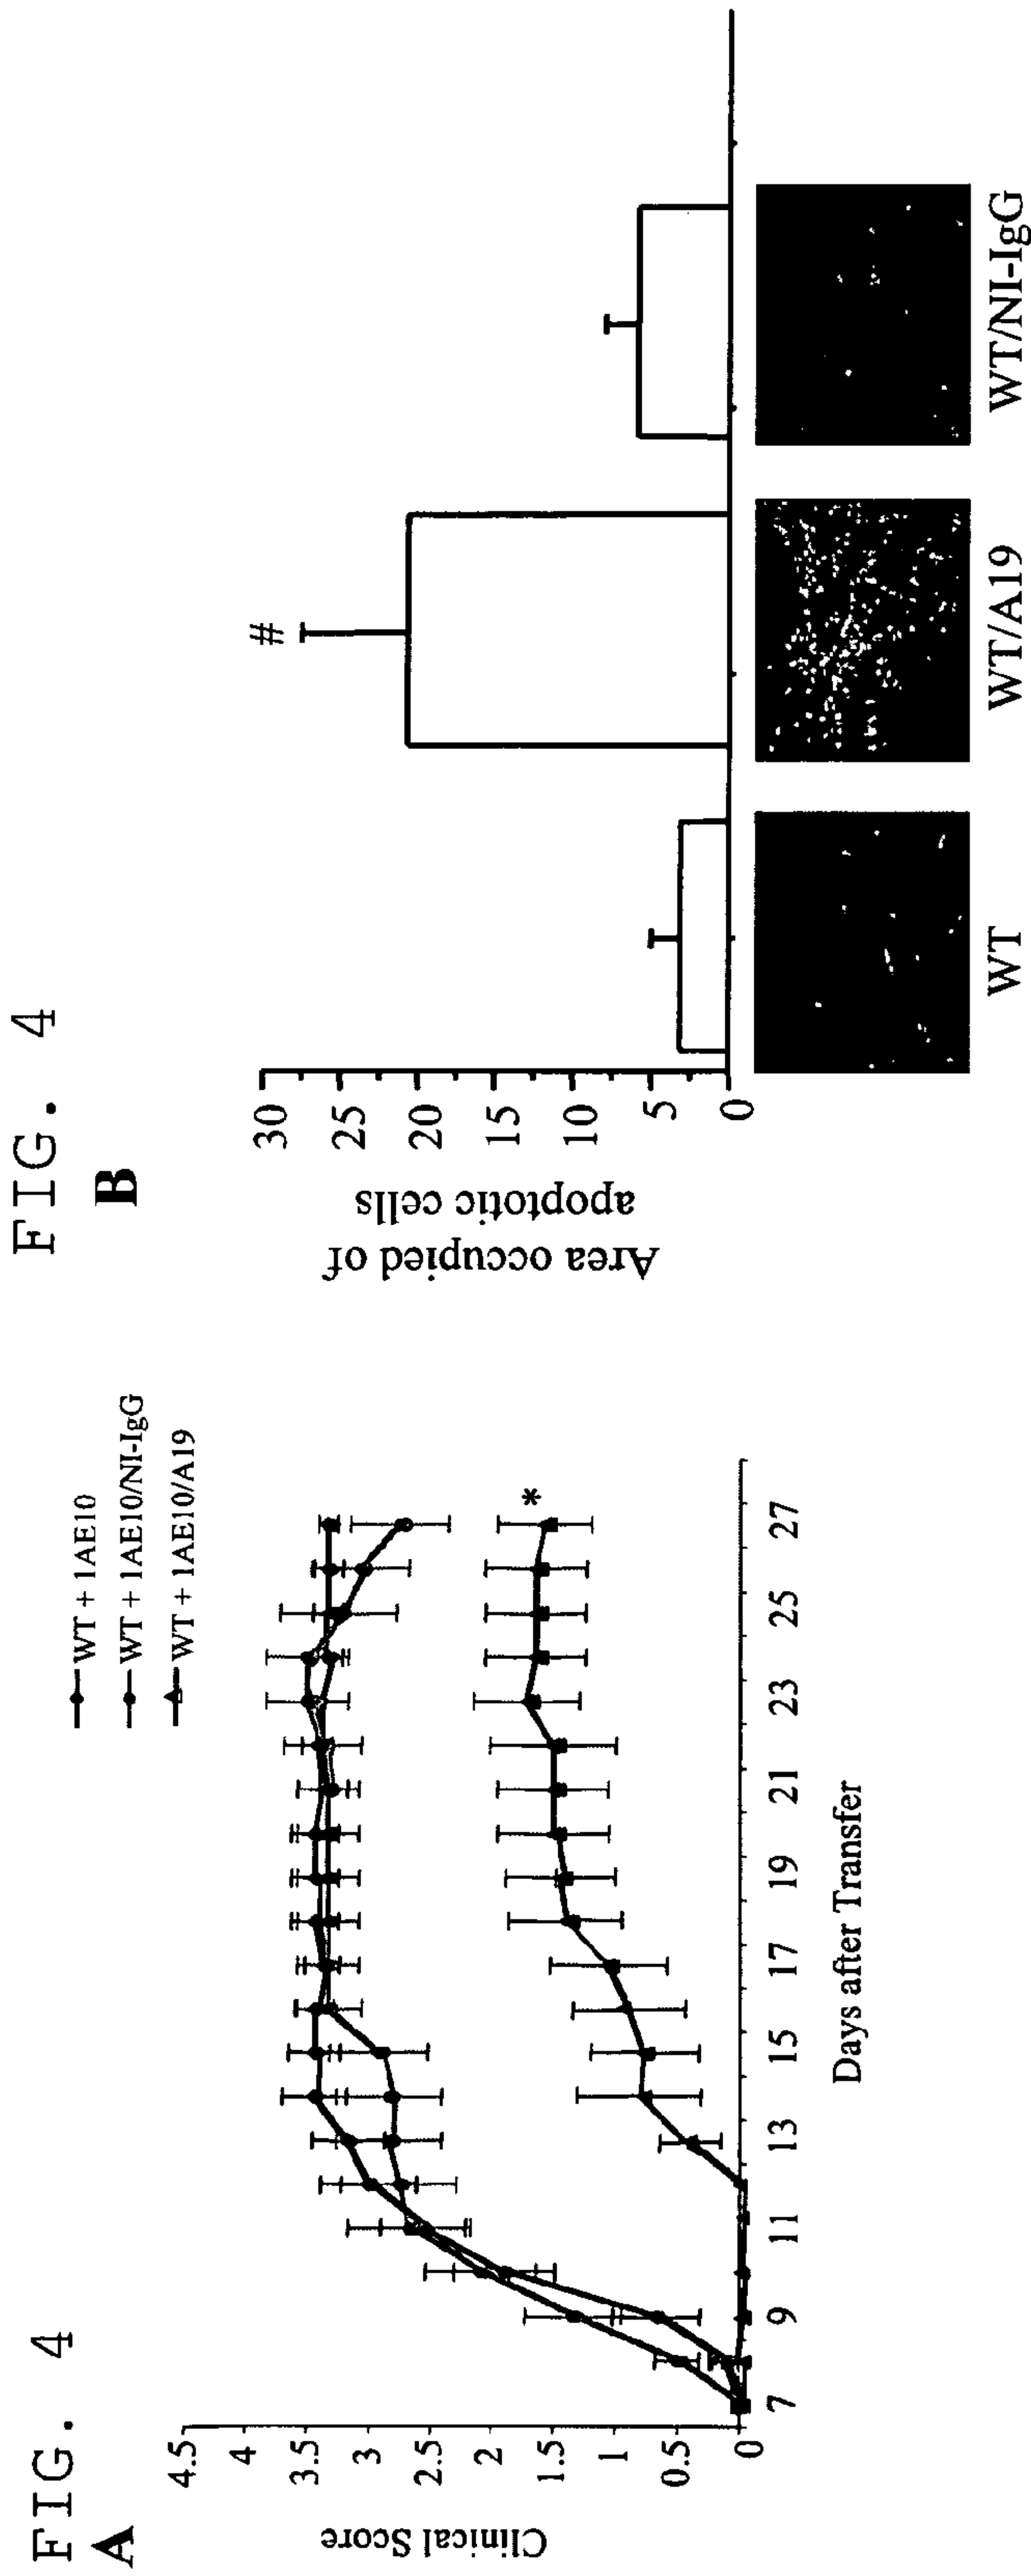 FIG. 4
A
WT + 1AE10
WT + 1AE10/NI-IgG
WT + 1AE10/A19
Clinical Score
4.5
4
3.5
3
2.5
2
1.5
1
0.5
0
*
7 9 11 13 15 17 19 21 23 25 27
Days after Transfer
FIG. 4
B
Area occupied of
apoptotic cells
30
25
20
15
10
5
0
#
WT WT/A19 WT/NI-IgG